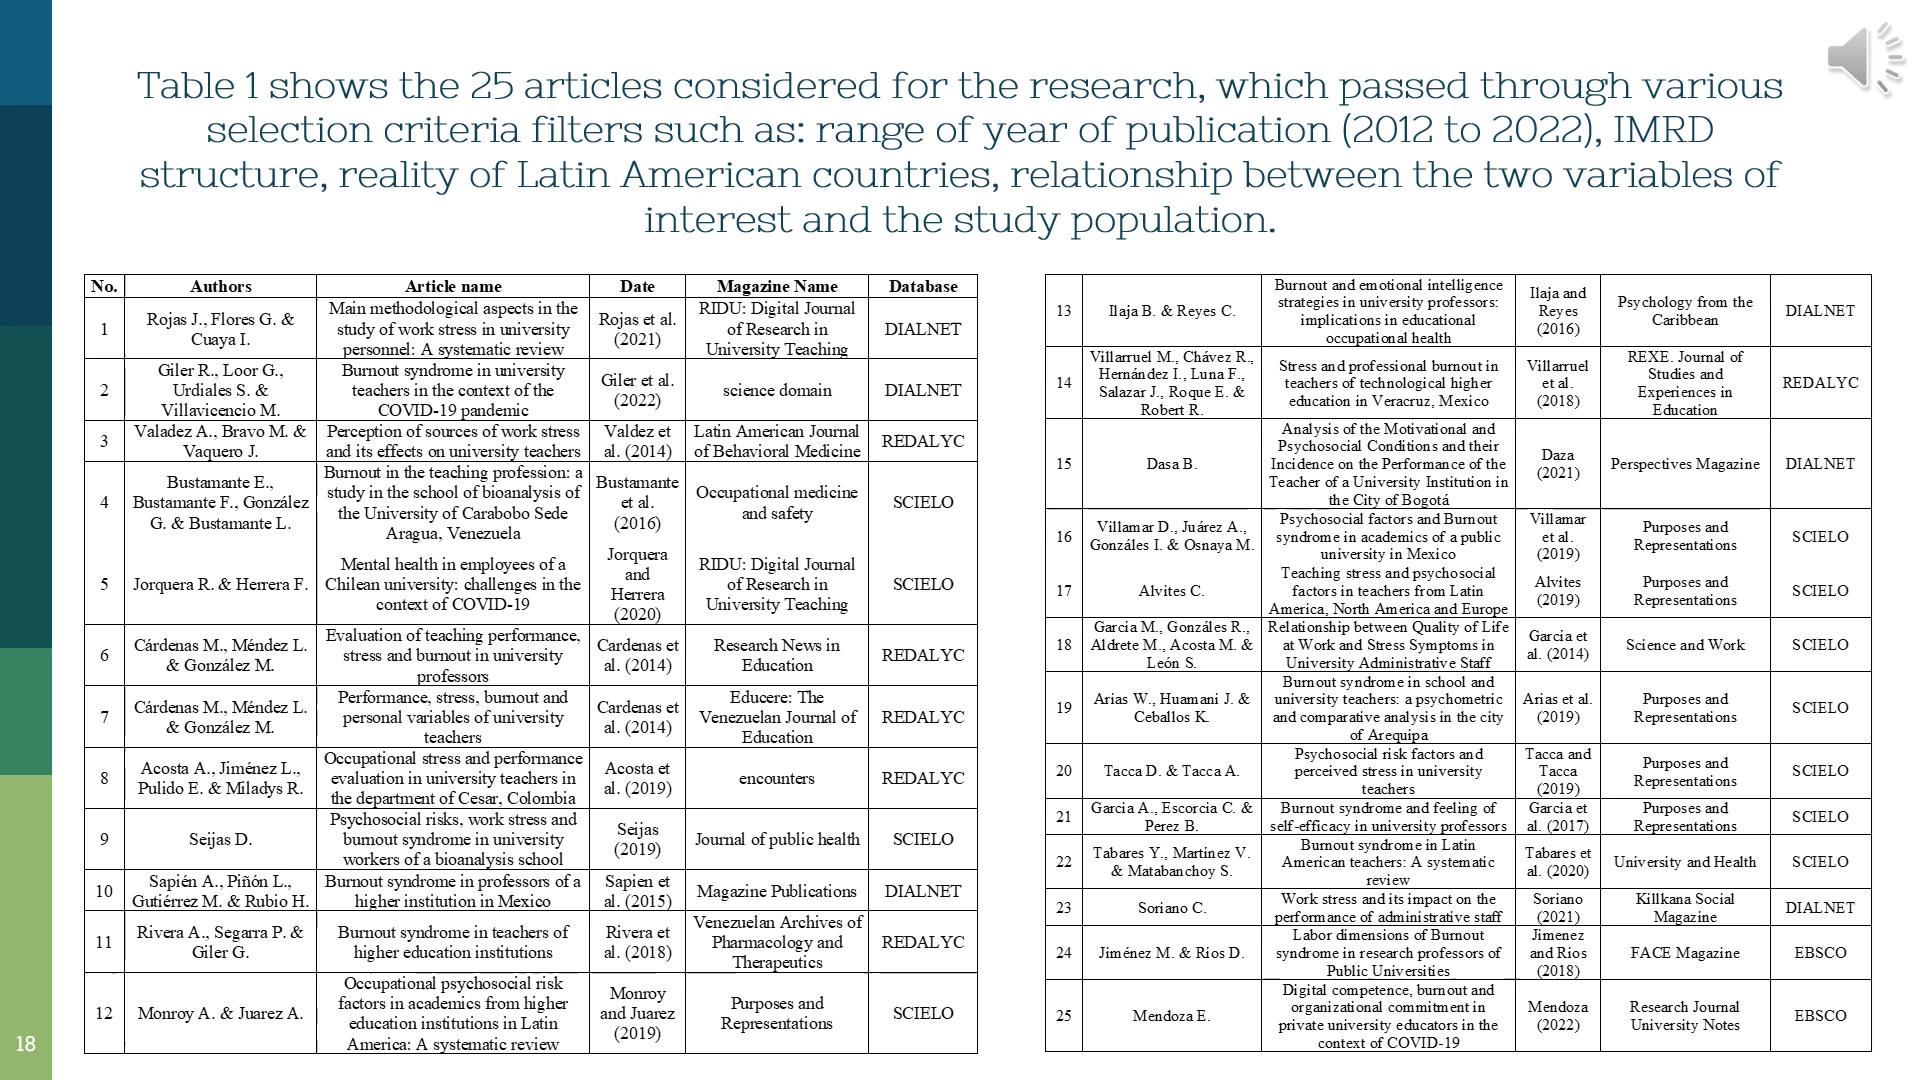 Table 1 shows the 25 articles considered for the research, which passed through various
selection criteria filters such as: range of year of publication (2012 to 2022), IMRD
structure, reality of Latin American countries, relationship between the two variables of
interest and the study population.
No. Authors Article name Date Magazine Name Database
1 Rojas J., Flores G. & Cuaya I. Main methodological aspects in the study of work stress in university personnel: A systematic review Rojas et al. (2021) RIDU: Digital Journal of Research in University Teaching DIALNET
2 Giler R., Loor G., Urdiales S. & Villavicencio M. Burnout syndrome in university teachers in the context of the COVID-19 pandemic Giler et al. (2022) science domain DIALNET
3 Valadez A., Bravo M. & Vaquero J. Perception of sources of work stress and its effects on university teachers Valdez et al. (2014) Latin American Journal of Behavioral Medicine REDALYC
4 Bustamante E., Bustamante F., González G. & Bustamante L. Burnout in the teaching profession: a study in the school of bioanalysis of the University of Carabobo Sede Aragua, Venezuela Bustamante et al. (2016) Occupational medicine and safety SCIELO
5 Jorquera R. & Herrera F. Mental health in employees of a Chilean university: challenges in the context of COVID-19 Jorquera and Herrera (2020) RIDU: Digital Journal of Research in University Teaching SCIELO
6 Cárdenas M., Méndez L. & González M. Evaluation of teaching performance, stress and burnout in university professors Cardenas et al. (2014) Research News in Education REDALYC
7 Cárdenas M., Méndez L. & González M. Performance, stress, burnout and personal variables of university teachers Cardenas et al. (2014) Educere: The Venezuelan Journal of Education REDALYC
8 Acosta A., Jiménez L., Pulido E. & Miladys R. Occupational stress and performance evaluation in university teachers in the department of Cesar, Colombia Acosta et al. (2019) encounters REDALYC
9 Seijas D. Psychosocial risks, work stress and burnout syndrome in university workers of a bioanalysis school Seijas (2019) Journal of public health SCIELO
10 Sapién A., Piñón L., Gutiérrez M. & Rubio H. Burnout syndrome in professors of a higher institution in Mexico Sapien et al. (2015) Magazine Publications DIALNET
11 Rivera A., Segarra P. & Giler G. Burnout syndrome in teachers of higher education institutions Rivera et al. (2018) Venezuelan Archives of Pharmacology and Therapeutics REDALYC
12 Monroy A. & Juarez A. Occupational psychosocial risk factors in academics from higher education institutions in Latin America: A systematic review Monroy and Juarez (2019) Purposes and Representations SCIELO
13 Ilaja B. & Reyes C. Burnout and emotional intelligence strategies in university professors: implications in educational occupational health Ilaja and Reyes (2016) Psychology from the Caribbean DIALNET
14 Villarruel M., Chávez R., Hernández I., Luna F., Salazar J., Roque E. & Robert R. Stress and professional burnout in teachers of technological higher education in Veracruz, Mexico Villarruel et al. (2018) REXE. Journal of Studies and Experiences in Education REDALYC
15 Dasa B. Analysis of the Motivational and Psychosocial Conditions and their Incidence on the Performance of the Teacher of a University Institution in the City of Bogotá Daza (2021) Perspectives Magazine DIALNET
16 Villamar D., Juárez A., Gonzáles I. & Osnaya M. Psychosocial factors and Burnout syndrome in academics of a public university in Mexico Villamar et al. (2019) Purposes and Representations SCIELO
17 Alvites C. Teaching stress and psychosocial factors in teachers from Latin America, North America and Europe Alvites (2019) Purposes and Representations SCIELO
18 Garcia M., Gonzáles R., Aldrete M., Acosta M. & León S. Relationship between Quality of Life at Work and Stress Symptoms in University Administrative Staff Garcia et al. (2014) Science and Work SCIELO
19 Arias W., Huamani J. & Ceballos K. Burnout syndrome in school and university teachers: a psychometric and comparative analysis in the city of Arequipa Arias et al. (2019) Purposes and Representations SCIELO
20 Tacca D. & Tacca A. Psychosocial risk factors and perceived stress in university teachers Tacca and Tacca (2019) Purposes and Representations SCIELO
21 Garcia A., Escorcia C. & Perez B. Burnout syndrome and feeling of self-efficacy in university professors Garcia et al. (2017) Purposes and Representations SCIELO
22 Tabares Y., Martínez V. & Matabanchoy S. Burnout syndrome in Latin American teachers: A systematic review Tabares et al. (2020) University and Health SCIELO
23 Soriano C. Work stress and its impact on the performance of administrative staff Soriano (2021) Killkana Social Magazine DIALNET
24 Jiménez M. & Ríos D. Labor dimensions of Burnout syndrome in research professors of Public Universities Jimenez and Rios (2018) FACE Magazine EBSCO
25 Mendoza E. Digital competence, burnout and organizational commitment in private university educators in the context of COVID-19 Mendoza (2022) Research Journal University Notes EBSCO
18